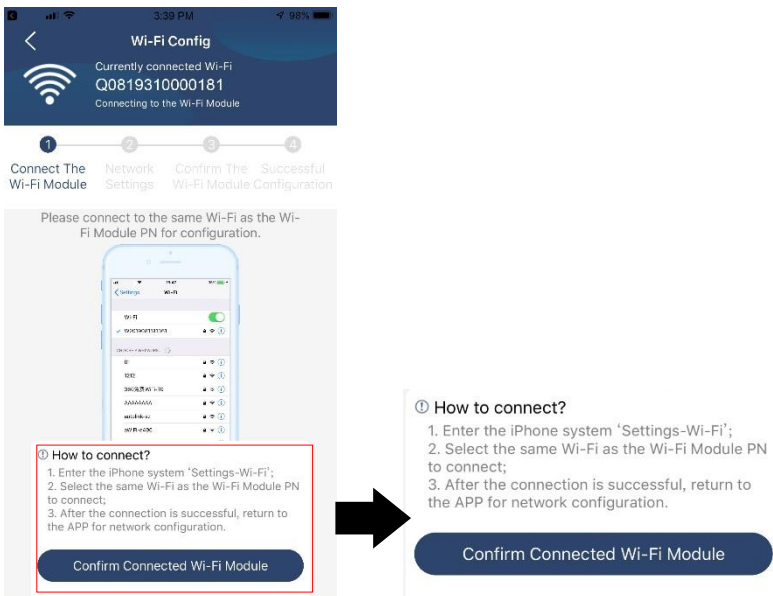 3:39 PM
98%
Wi-Fi Config
Currently connected Wi-Fi
Q0819310000181
Connecting to the Wi-Fi Module
1
2
3
4
Connect The
Wi-Fi Module
Network
Settings
Confirm The
Wi-Fi Module
Successful
Configuration
Please connect to the same Wi-Fi as the Wi-
Fi Module PN for configuration.
Settings
Wi-Fi
Wi-Fi
1212
AAAAAAAA
How to connect?
1. Enter the iPhone system ‘Settings-Wi-Fi’;
2. Select the same Wi-Fi as the Wi-Fi Module PN
to connect;
3. After the connection is successful, return to
the APP for network configuration.
Confirm Connected Wi-Fi Module
How to connect?
1. Enter the iPhone system ‘Settings-Wi-Fi’;
2. Select the same Wi-Fi as the Wi-Fi Module PN
to connect;
3. After the connection is successful, return to
the APP for network configuration.
Confirm Connected Wi-Fi Module